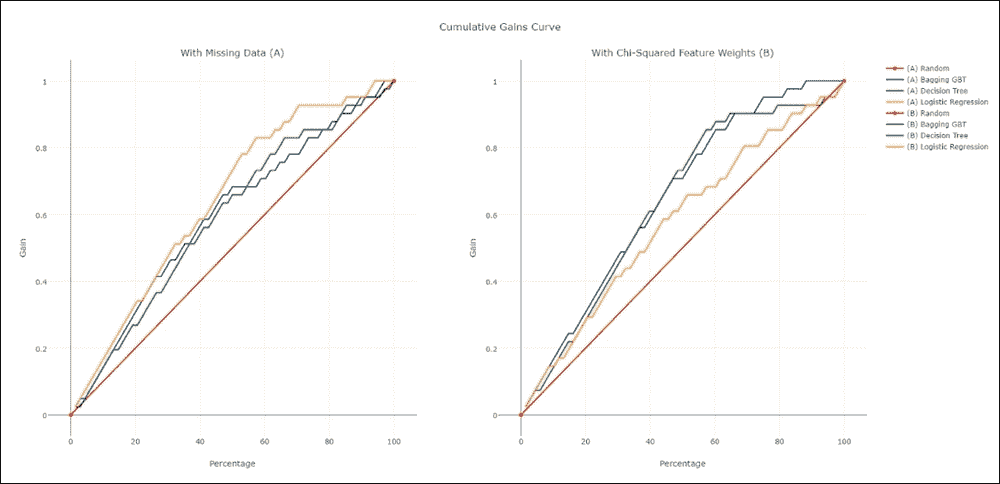 Cumulative Gains Curve
With Missing Data (A)
1
0.8
0.6
0.4
0.2
0
Gain
0 20 40 60 80 100
Percentage
With Chi-Squared Feature Weights (B)
1
0.8
0.6
0.4
0.2
0
Gain
0 20 40 60 80 100
Percentage
(A) Random
(A) Bagging GBT
(A) Decision Tree
(A) Logistic Regression
(B) Random
(B) Bagging GBT
(B) Decision Tree
(B) Logistic Regression